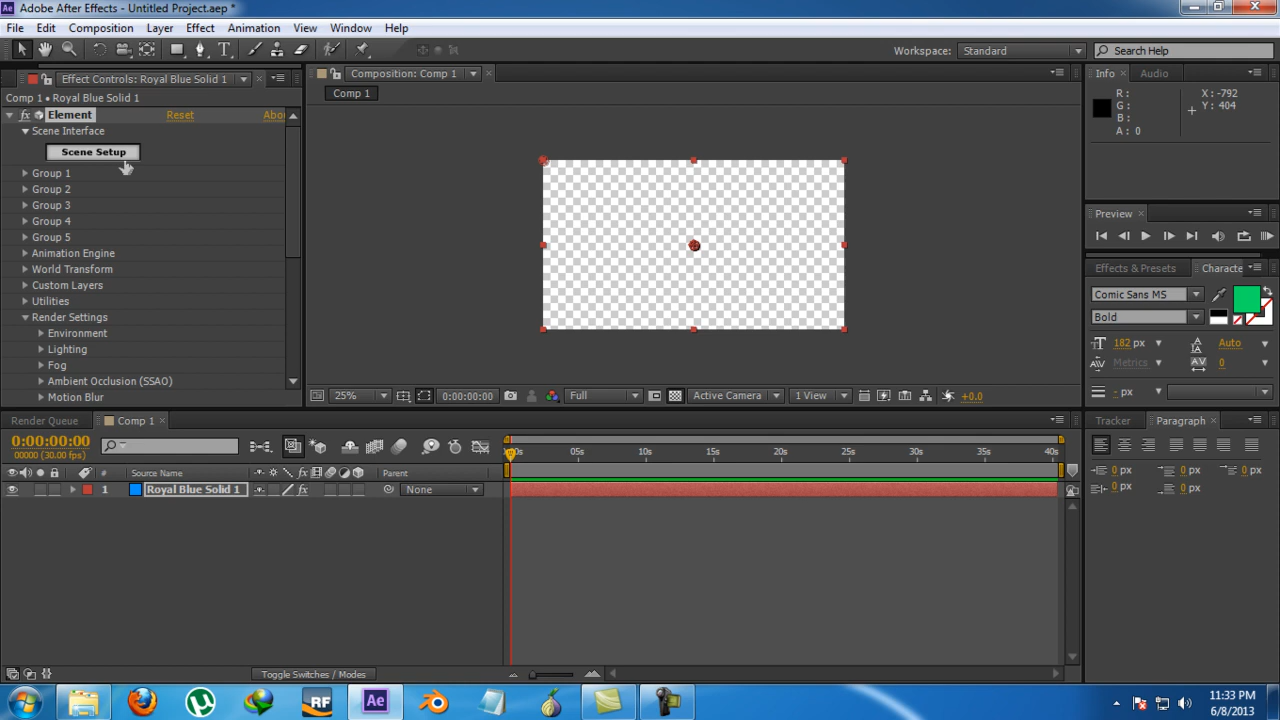 Ae Adobe After Effects - Untitled Project.aep *
File Edit Composition Layer Effect Animation View Window Help
Workspace: Standard Search Help
Effect Controls: Royal Blue Solid 1
Composition: Comp 1
Info Audio
Comp 1 • Royal Blue Solid 1
Comp 1
R :
G :
B :
A : 0
X : -792
Y : 404
fx Element Reset Abou
Scene Interface
Scene Setup
Group 1
Group 2
Group 3
Group 4
Group 5
Animation Engine
World Transform
Custom Layers
Utilities
Render Settings
Environment
Lighting
Fog
Ambient Occlusion (SSAO)
Motion Blur
Preview
Effects & Presets Characte
Comic Sans MS
Bold
182 px Auto
Metrics 0
- px
25% 0:00:00:00 Full Active Camera 1 View +0.0
Render Queue Comp 1
Tracker Paragraph
0:00:00:00
00000 (30.00 fps)
05s 10s 15s 20s 25s 30s 35s 40s
# Source Name fx Parent
1 Royal Blue Solid 1 fx None
0 px 0 px 0 px
0 px 0 px
Toggle Switches / Modes
RF Ae
11:33 PM
6/8/2013